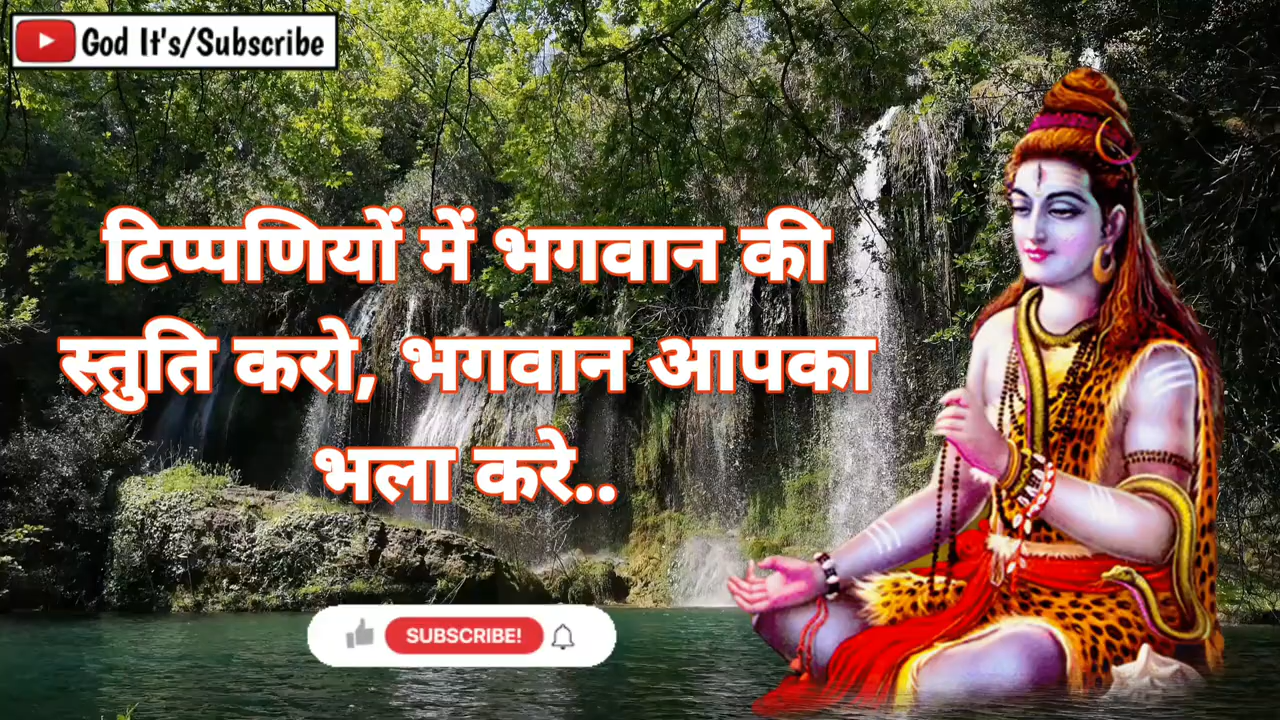 God It's/Subscribe
टिप्पणियों में भगवान की
स्तुति करो, भगवान आपका
भला करे..
SUBSCRIBE!